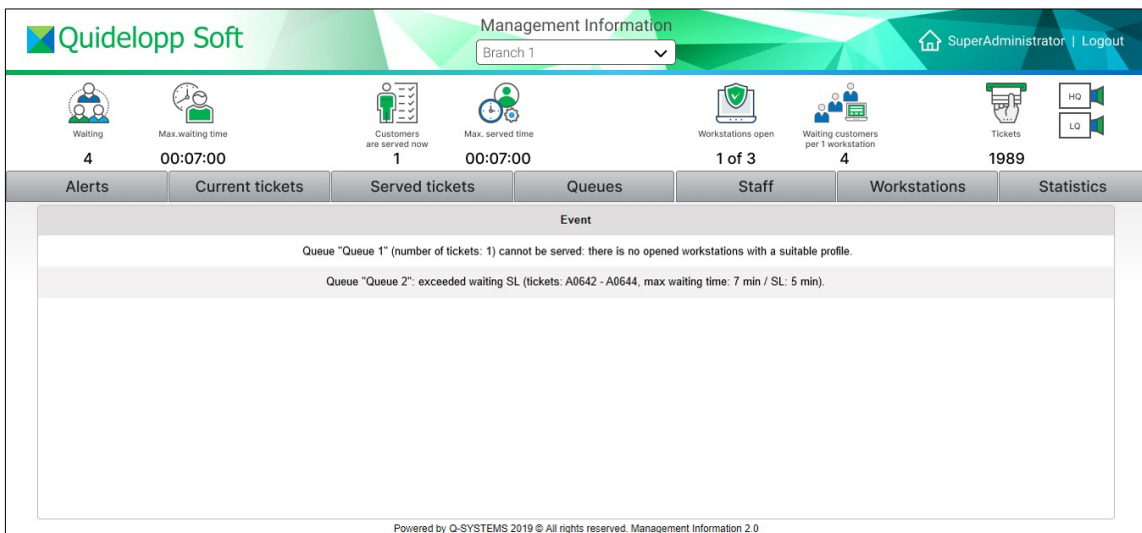 Quidelopp Soft
Management Information
Branch 1
SuperAdministrator | Logout
Waiting
4
Max.waiting time
00:07:00
Customers
are served now
1
Max. served time
00:07:00
Workstations open
1 of 3
Waiting customers
per 1 workstation
4
Tickets
1989
HQ
LQ
Alerts
Current tickets
Served tickets
Queues
Staff
Workstations
Statistics
Event
Queue "Queue 1" (number of tickets: 1) cannot be served: there is no opened workstations with a suitable profile.
Queue "Queue 2": exceeded waiting SL (tickets: A0642 - A0644, max waiting time: 7 min / SL: 5 min).
Powered by Q-SYSTEMS 2019 © All rights reserved. Management Information 2.0